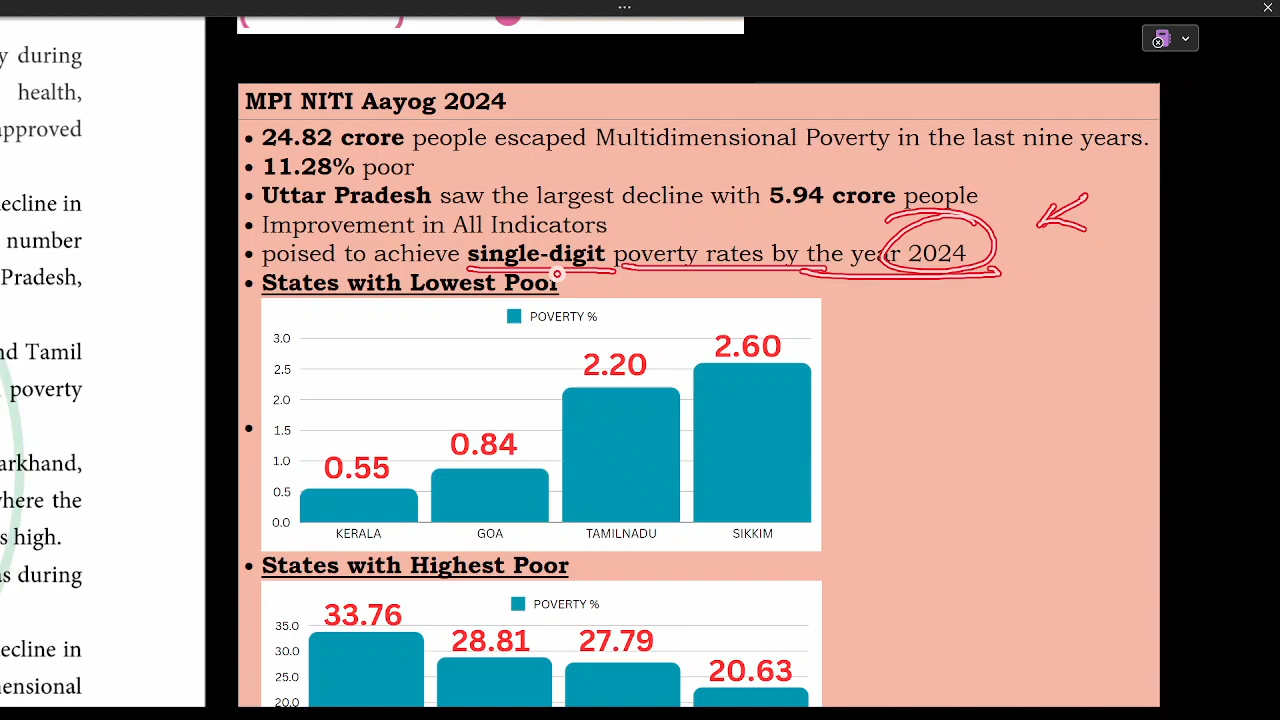 y during
health,
approved
ecline in
number
Pradesh,
nd Tamil
poverty
arkhand,
where the
s high.
as during
ecline in
nensional
MPI NITI Aayog 2024
• 24.82 crore people escaped Multidimensional Poverty in the last nine years.
• 11.28% poor
• Uttar Pradesh saw the largest decline with 5.94 crore people
• Improvement in All Indicators
• poised to achieve single-digit poverty rates by the year 2024
• States with Lowest Poor
POVERTY %
3.0
2.5
2.0
1.5
1.0
0.5
0.0
0.55
0.84
2.20
2.60
KERALA
GOA
TAMILNADU
SIKKIM
• States with Highest Poor
POVERTY %
35.0
30.0
25.0
20.0
33.76
28.81
27.79
20.63